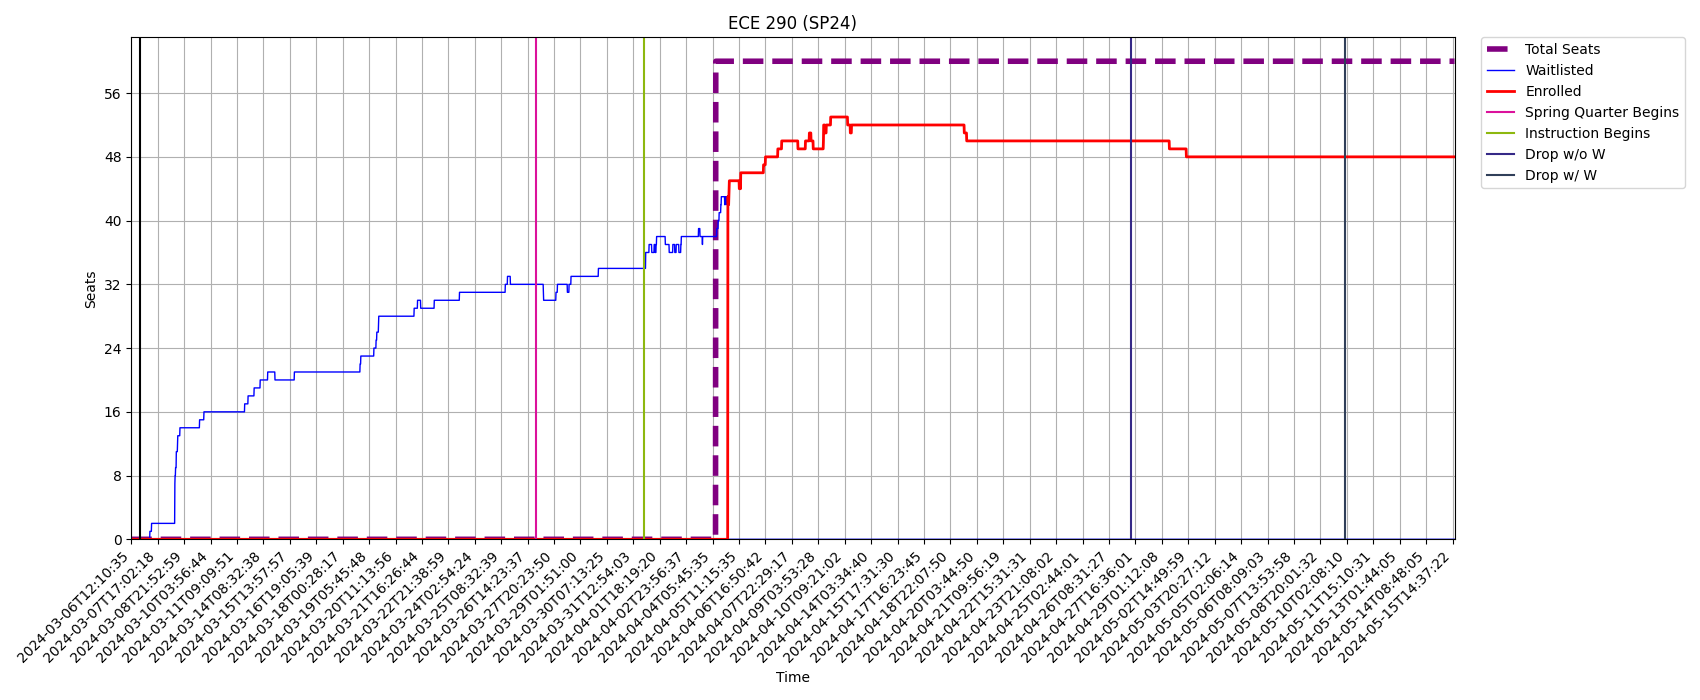 ECE 290 (SP24)
Total Seats
Waitlisted
Enrolled
Spring Quarter Begins
Instruction Begins
Drop w/o W
Drop w/ W
Seats
56
48
40
32
24
16
8
0
2024-03-06T12:10:35
2024-03-07T17:02:18
2024-03-08T21:52:59
2024-03-10T03:56:44
2024-03-11T09:09:51
2024-03-14T08:32:38
2024-03-15T13:57:57
2024-03-16T19:05:39
2024-03-18T00:28:17
2024-03-19T05:45:48
2024-03-20T11:13:56
2024-03-21T16:26:44
2024-03-22T21:38:59
2024-03-24T02:54:24
2024-03-25T08:32:39
2024-03-26T14:23:37
2024-03-27T20:23:50
2024-03-29T01:51:00
2024-03-30T07:13:25
2024-03-31T12:54:03
2024-04-01T18:19:20
2024-04-02T23:56:37
2024-04-04T05:45:35
2024-04-05T11:15:35
2024-04-06T16:50:42
2024-04-07T22:29:17
2024-04-09T03:53:28
2024-04-10T09:21:02
2024-04-14T03:34:40
2024-04-15T17:31:30
2024-04-17T16:23:45
2024-04-18T22:07:50
2024-04-20T03:44:50
2024-04-21T09:56:19
2024-04-22T15:31:31
2024-04-23T21:08:02
2024-04-25T02:44:01
2024-04-26T08:31:27
2024-04-27T16:36:01
2024-04-29T01:12:08
2024-05-02T14:49:59
2024-05-03T20:27:12
2024-05-05T02:06:14
2024-05-06T08:09:03
2024-05-07T13:53:58
2024-05-08T20:01:32
2024-05-10T02:08:10
2024-05-11T15:10:31
2024-05-13T01:44:05
2024-05-14T08:48:05
2024-05-15T14:37:22
Time